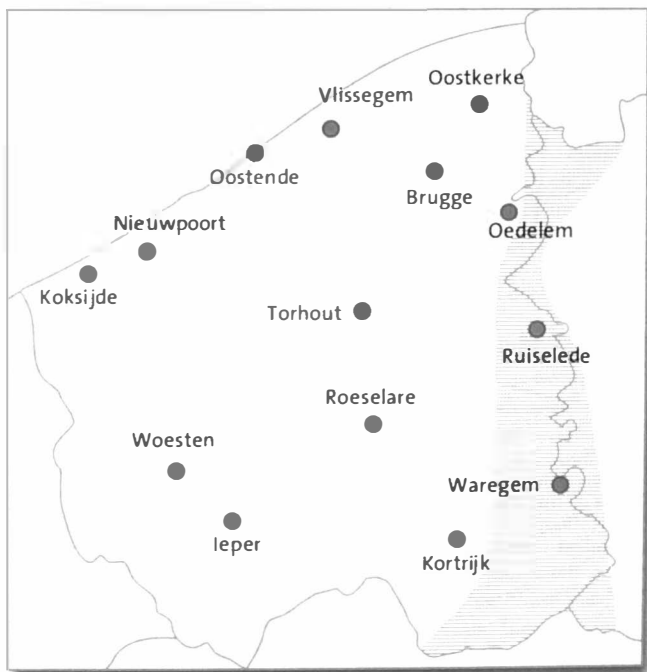 Oostkerke
Vlissegem
Oostende
Brugge
Nieuwpoort
Oedelem
Koksijde
Torhout
Ruiselede
Roeselare
Woesten
Waregem
Ieper
Kortrijk